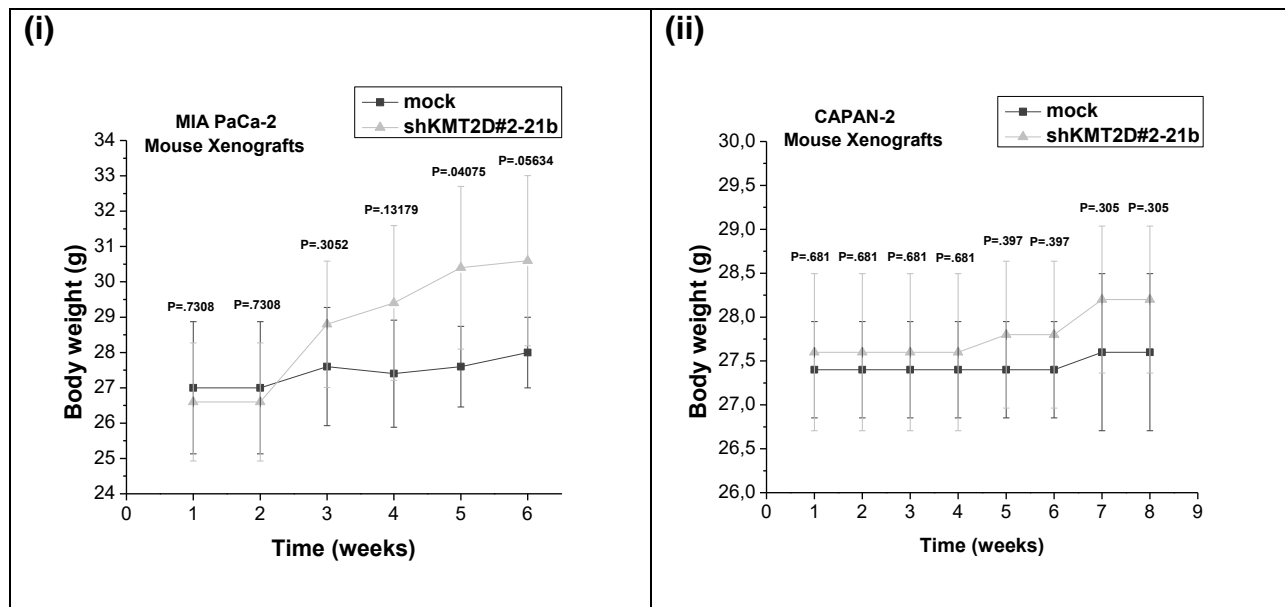 (i)
mock
shKMT2D#2-21b
MIA PaCa-2
Mouse Xenografts
34
33
32
31
30
29
28
27
26
25
24
Body weight (g)
P=.7308
P=.7308
P=.3052
P=.13179
P=.04075
P=.05634
0
1
2
3
4
5
6
Time (weeks)
(ii)
mock
shKMT2D#2-21b
CAPAN-2
Mouse Xenografts
30,0
29,5
29,0
28,5
28,0
27,5
27,0
26,5
26,0
Body weight (g)
P=.681
P=.681
P=.681
P=.681
P=.397
P=.397
P=.305
P=.305
0
1
2
3
4
5
6
7
8
9
Time (weeks)